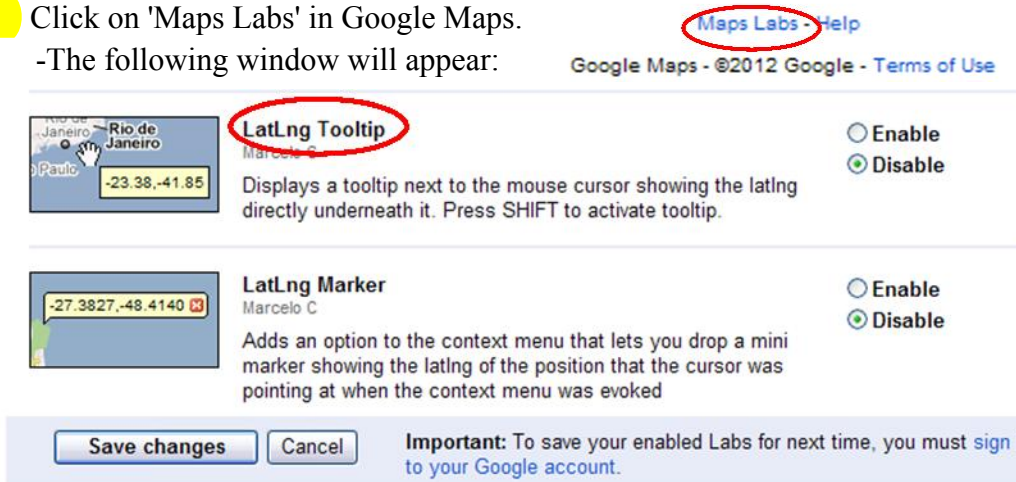 Click on 'Maps Labs' in Google Maps.
-The following window will appear:
Maps Labs - Help
Google Maps - ©2012 Google - Terms of Use
Janeiro
Rio de
Janeiro
Paulo
-23.38,-41.85
LatLng Tooltip
Marcelo C
Displays a tooltip next to the mouse cursor showing the latlng
directly underneath it. Press SHIFT to activate tooltip.
Enable
Disable
-27.3827,-48.4140
LatLng Marker
Marcelo C
Adds an option to the context menu that lets you drop a mini
marker showing the latlng of the position that the cursor was
pointing at when the context menu was evoked
Enable
Disable
Save changes
Cancel
Important: To save your enabled Labs for next time, you must sign
to your Google account.